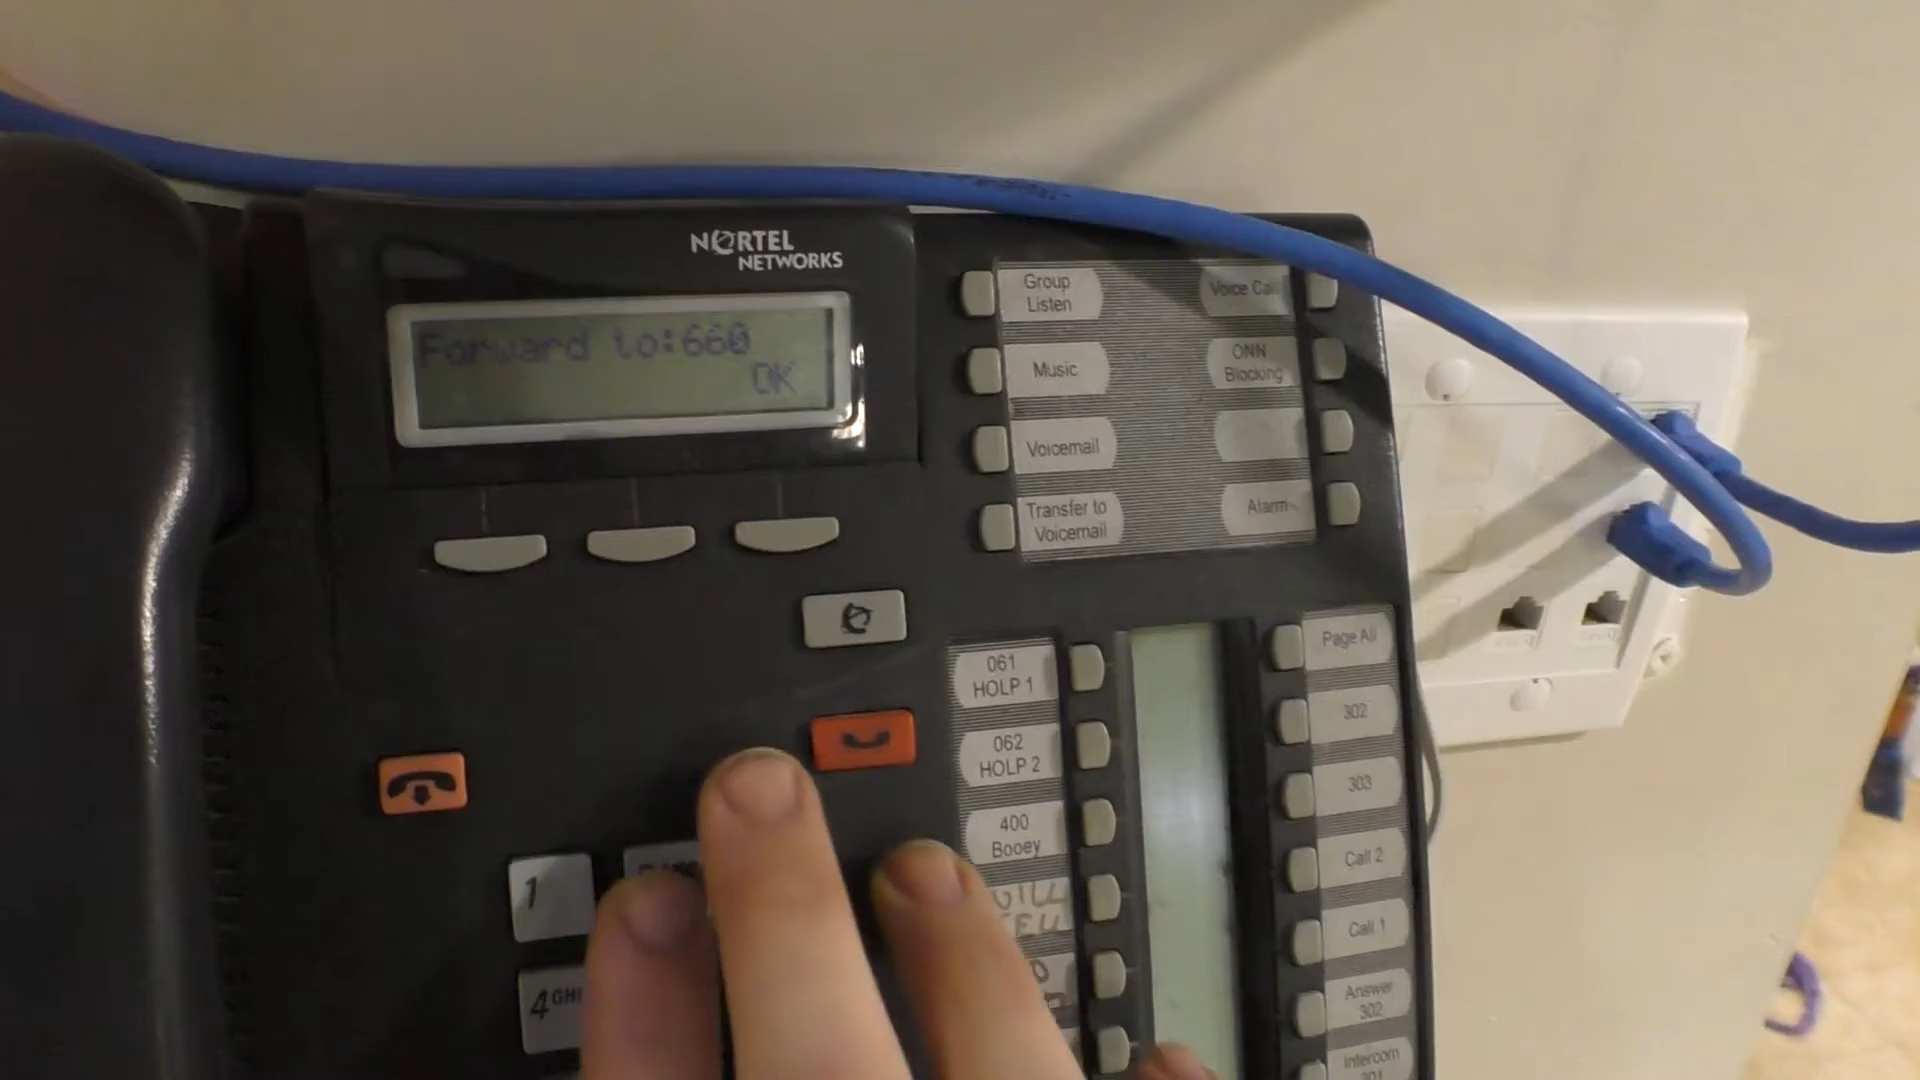 NORTEL
NETWORKS
Forward to:660
OK
Group
Listen
Voice Call
Music
ONN
Blocking
Voicemail
Transfer to
Voicemail
Alarm
061
HOLP 1
062
HOLP 2
400
Booey
Page All
302
303
Call 2
Call 1
Answer
302
Intercom
1
4 GHI